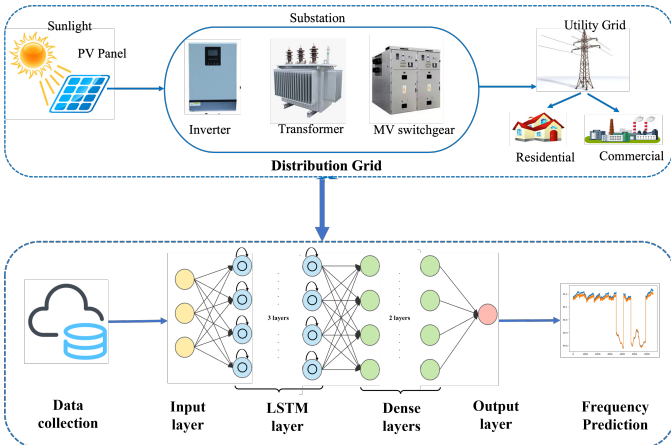 Sunlight
Substation
Utility Grid
PV Panel
Inverter
Transformer
MV switchgear
Residential
Commercial
Distribution Grid
3 layers
2 layers
Data
collection
Input
layer
LSTM
layer
Dense
layers
Output
layer
Frequency
Prediction